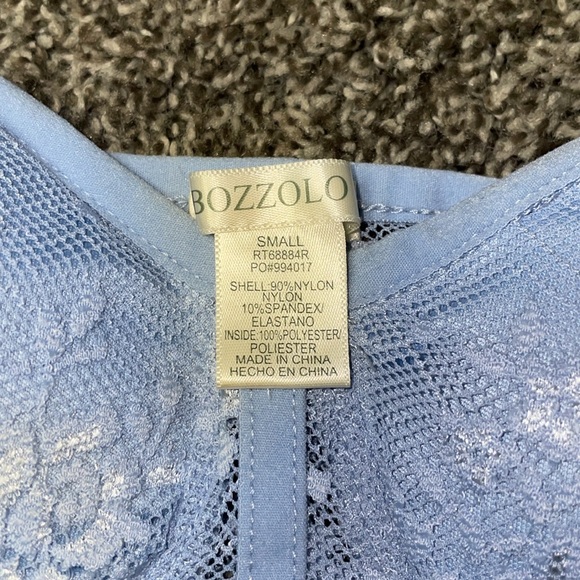 BOZZOLO
SMALL
RT68884R
PO#994017
SHELL:90%NYLON
NYLON
10%SPANDEX/
ELASTANO
INSIDE:100%POLYESTER/
POLIESTER
MADE IN CHINA
HECHO EN CHINA